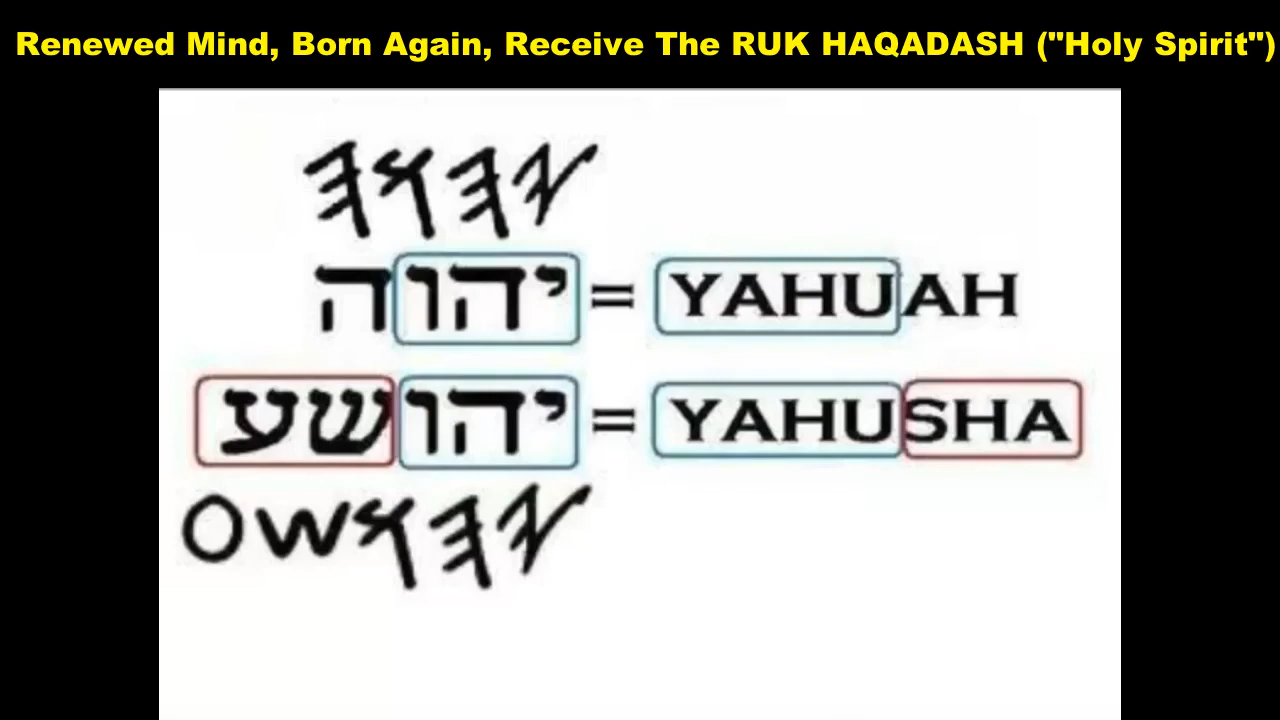 Renewed Mind, Born Again, Receive The RUK HAQADASH ("Holy Spirit")
𐤉𐤄𐤅𐤄
יהוה = YAHUAH
יהושע = YAHUSHA
𐤉𐤄𐤅𐤔𐤏